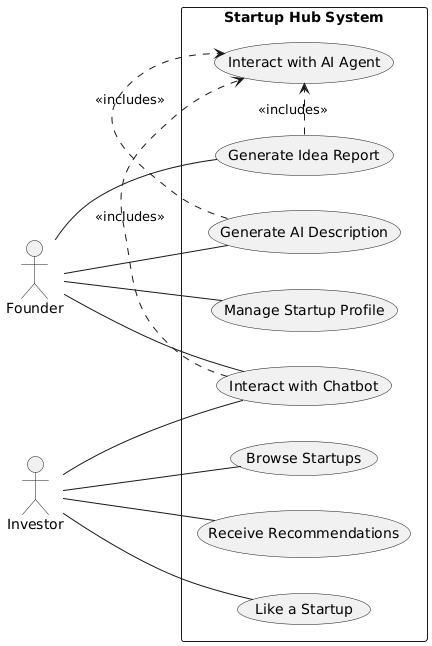 Startup Hub System
Interact with AI Agent
«includes»
«includes»
Generate Idea Report
«includes»
Generate AI Description
Founder
Manage Startup Profile
Interact with Chatbot
Browse Startups
Investor
Receive Recommendations
Like a Startup